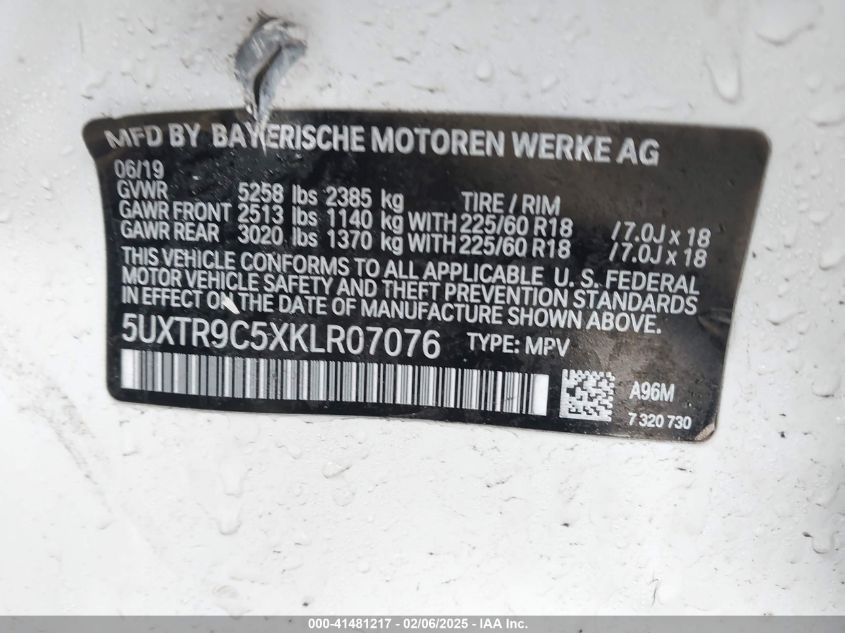 MFD BY BAYERISCHE MOTOREN WERKE AG
06/19
GVWR 5258 lbs 2385 kg TIRE / RIM
GAWR FRONT 2513 lbs 1140 kg WITH 225/60 R18 /7.0J x 18
GAWR REAR 3020 lbs 1370 kg WITH 225/60 R18 /7.0J x 18
THIS VEHICLE CONFORMS TO ALL APPLICABLE U. S. FEDERAL
MOTOR VEHICLE SAFETY AND THEFT PREVENTION STANDARDS
IN EFFECT ON THE DATE OF MANUFACTURE SHOWN ABOVE.
5UXTR9C5XKLR07076 TYPE: MPV
A96M
7 320 730
000-41481217 - 02/06/2025 - IAA Inc.